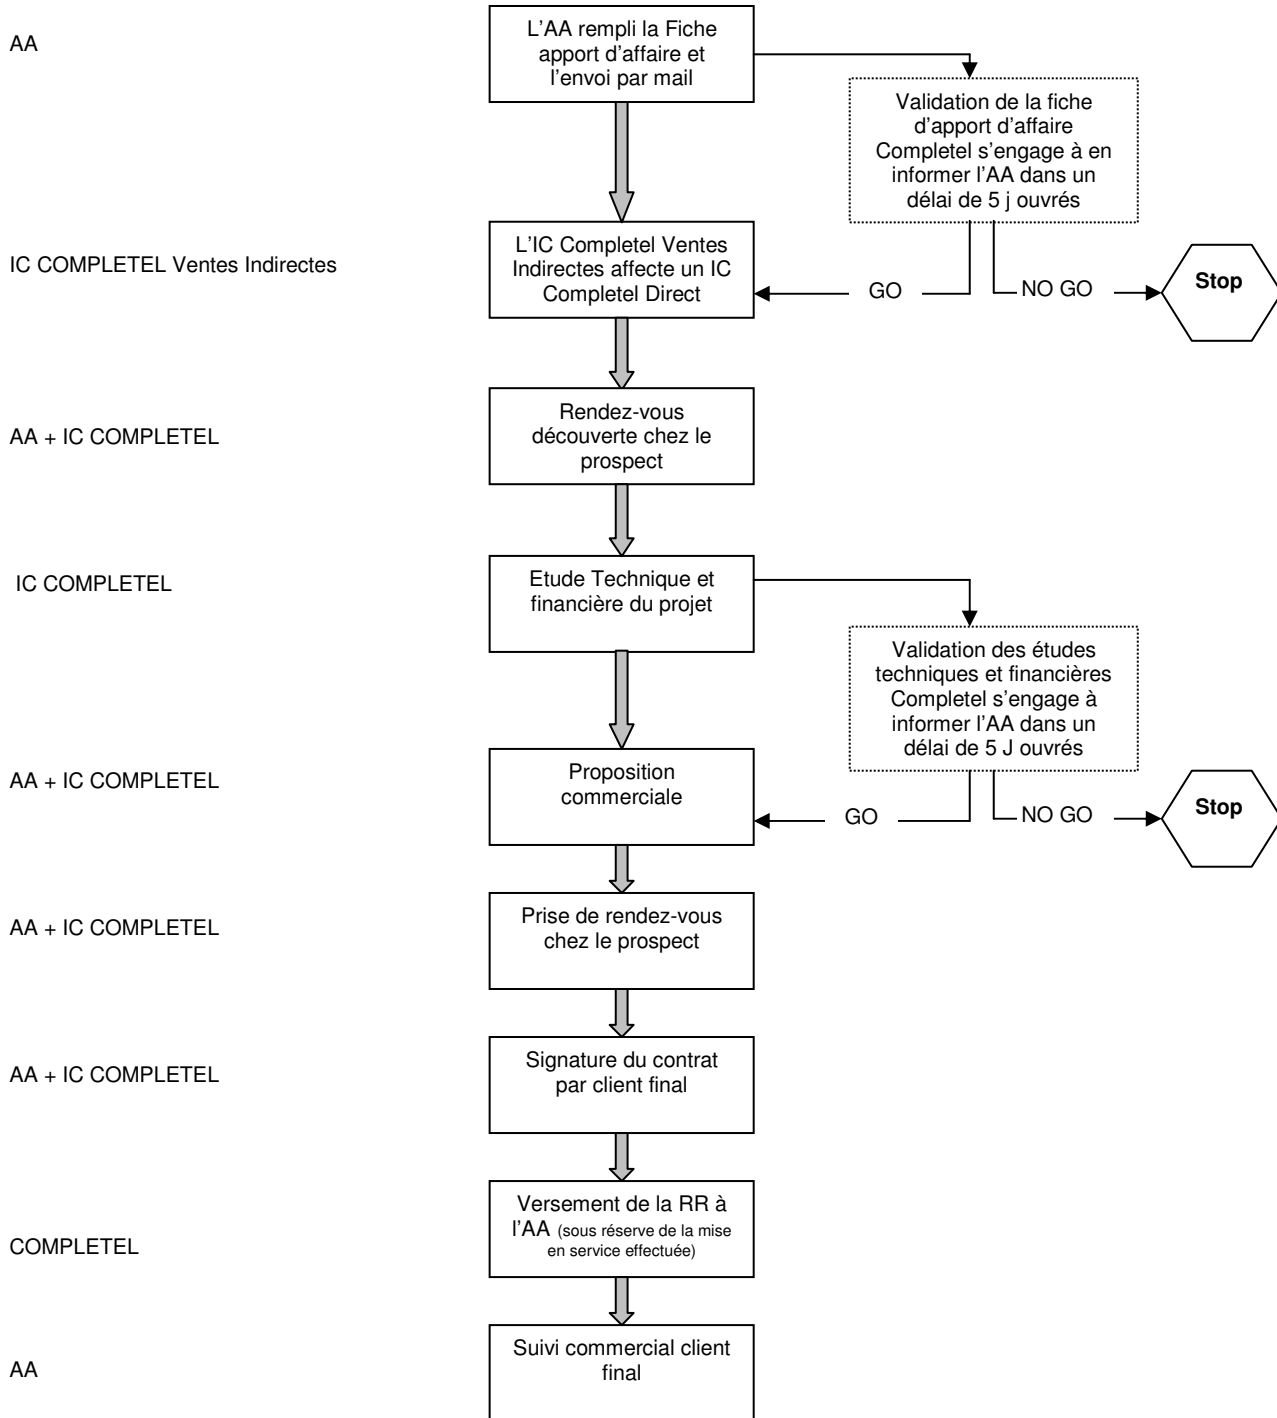 AA
L'AA rempli la Fiche
apport d'affaire et
l'envoi par mail
Validation de la fiche
d'apport d'affaire
Completel s'engage à en
informer l'AA dans un
délai de 5 j ouvrés
IC COMPLETEL Ventes Indirectes
L'IC Completel Ventes
Indirectes affecte un IC
Completel Direct
GO
NO GO
Stop
AA + IC COMPLETEL
Rendez-vous
découverte chez le
prospect
IC COMPLETEL
Etude Technique et
financière du projet
Validation des études
techniques et financières
Completel s'engage à
informer l'AA dans un
délai de 5 J ouvrés
AA + IC COMPLETEL
Proposition
commerciale
GO
NO GO
Stop
AA + IC COMPLETEL
Prise de rendez-vous
chez le prospect
AA + IC COMPLETEL
Signature du contrat
par client final
COMPLETEL
Versement de la RR à
l'AA (sous réserve de la mise
en service effectuée)
AA
Suivi commercial client
final